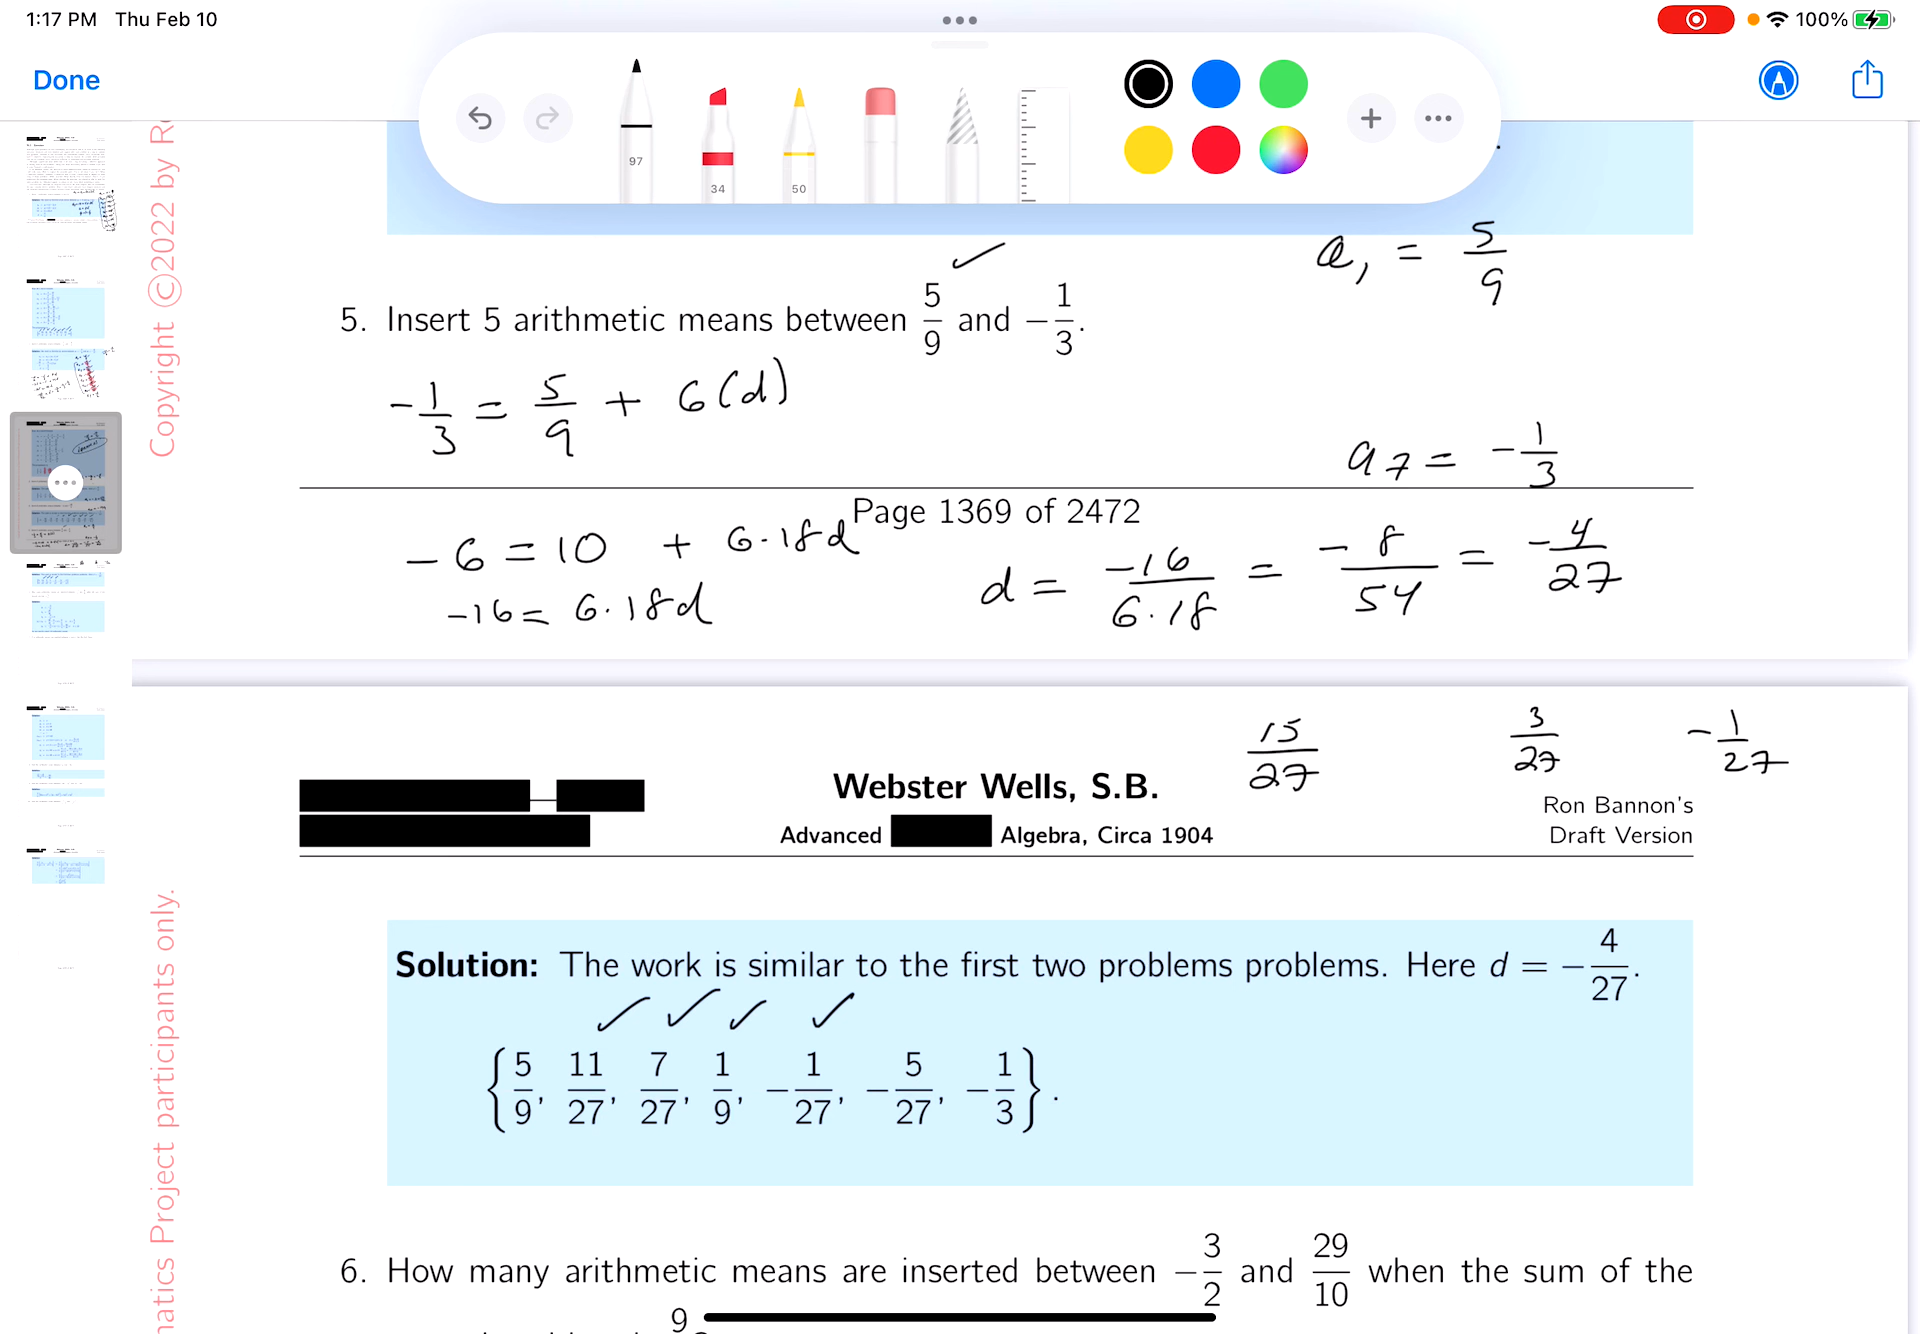 1:17 PM Thu Feb 10
100%
Done
97
34
50
Copyright ©2022 by R
a₁ = 5/9
5. Insert 5 arithmetic means between 5/9 and −1/3.
-1/3 = 5/9 + 6(d)
a7 = -1/3
Page 1369 of 2472
-6 = 10 + 6·18d
-16 = 6·18d
d = -16/6·18 = -8/54 = -4/27
15/27 3/27 -1/27
Webster Wells, S.B.
Advanced Algebra, Circa 1904
Ron Bannon's
Draft Version
matics Project participants only.
Solution: The work is similar to the first two problems problems. Here d = −4/27.
{5/9, 11/27, 7/27, 1/9, −1/27, −5/27, −1/3}.
6. How many arithmetic means are inserted between −3/2 and 29/10 when the sum of the
9